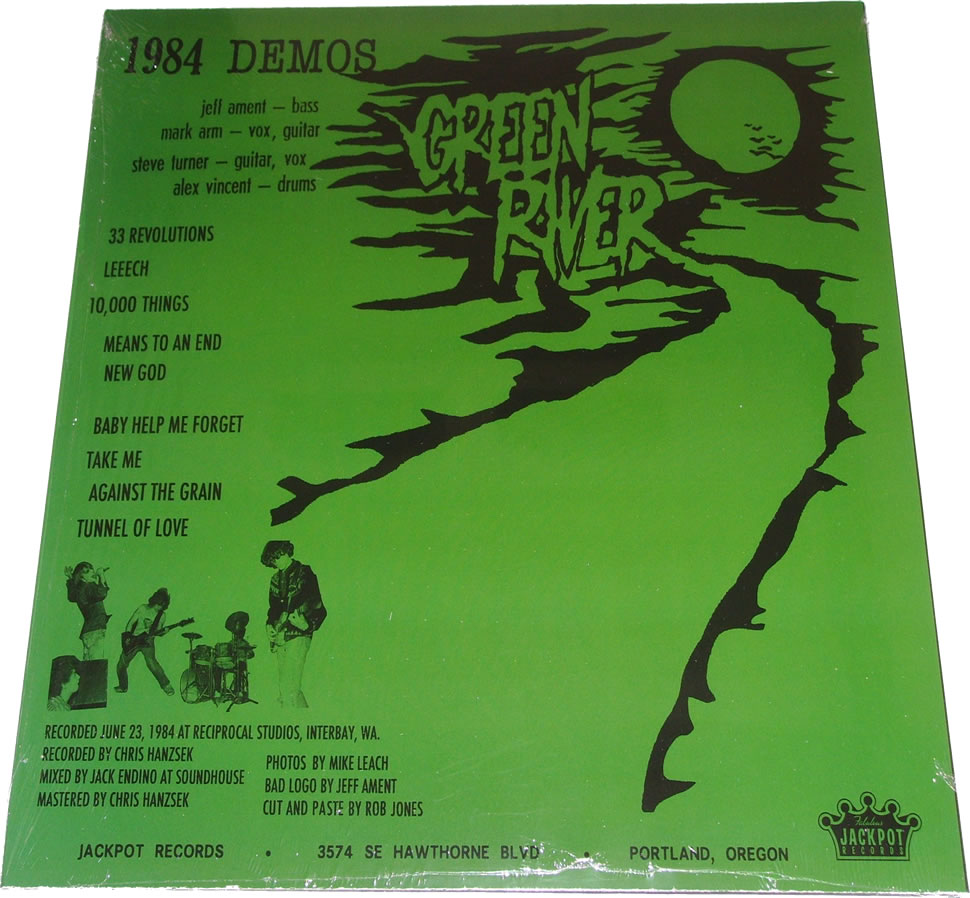 1984 DEMOS
jeff ament – bass
mark arm – vox, guitar
steve turner – guitar, vox
alex vincent – drums
GREEN
RIVER
33 REVOLUTIONS
LEEECH
10,000 THINGS
MEANS TO AN END
NEW GOD
BABY HELP ME FORGET
TAKE ME
AGAINST THE GRAIN
TUNNEL OF LOVE
RECORDED JUNE 23, 1984 AT RECIPROCAL STUDIOS, INTERBAY, WA.
RECORDED BY CHRIS HANZSEK
MIXED BY JACK ENDINO AT SOUNDHOUSE
MASTERED BY CHRIS HANZSEK
PHOTOS BY MIKE LEACH
BAD LOGO BY JEFF AMENT
CUT AND PASTE BY ROB JONES
JACKPOT RECORDS • 3574 SE HAWTHORNE BLVD • PORTLAND, OREGON
Fabulous
JACKPOT
RECORDS